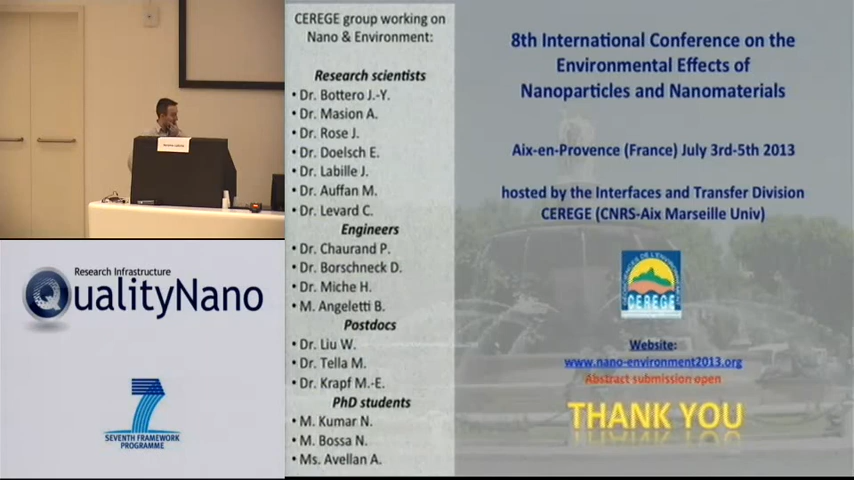 CEREGE group working on
Nano & Environment:
Research scientists
• Dr. Bottero J.-Y.
• Dr. Masion A.
• Dr. Rose J.
• Dr. Doelsch E.
• Dr. Labille J.
• Dr. Auffan M.
• Dr. Levard C.
Engineers
• Dr. Chaurand P.
• Dr. Borschneck D.
• Dr. Miche H.
• M. Angeletti B.
Postdocs
• Dr. Liu W.
• Dr. Tella M.
• Dr. Krapf M.-E.
PhD students
• M. Kumar N.
• M. Bossa N.
• Ms. Avellan A.
8th International Conference on the
Environmental Effects of
Nanoparticles and Nanomaterials
Aix-en-Provence (France) July 3rd-5th 2013
hosted by the Interfaces and Transfer Division
CEREGE (CNRS-Aix Marseille Univ)
CEREGE
Website:
www.nano-environment2013.org
Abstract submission open
THANK YOU
Research Infrastructure
QualityNano
7
SEVENTH FRAMEWORK
PROGRAMME